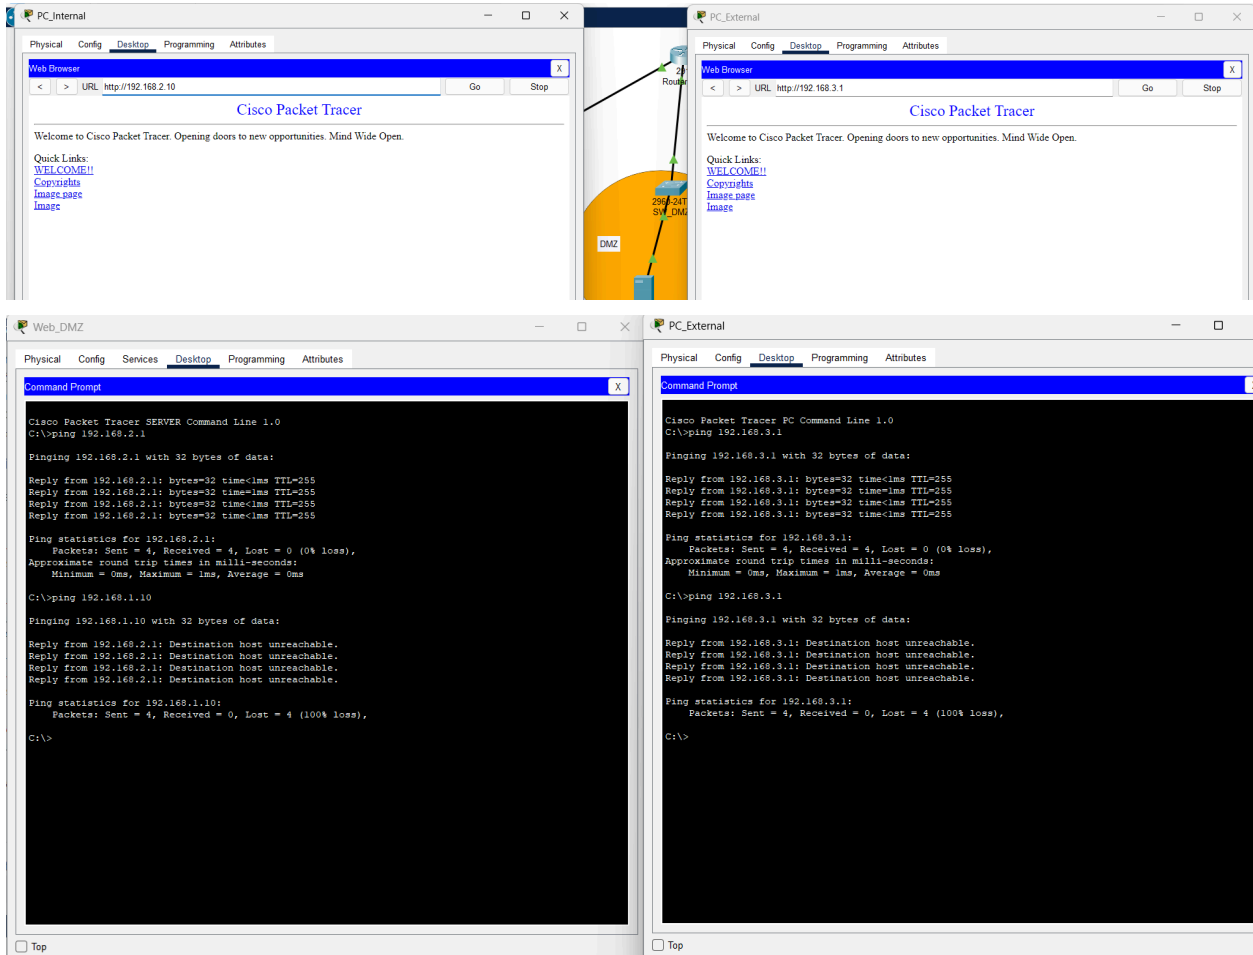 PC_Internal
Physical Config Desktop Programming Attributes
Web Browser X
< > URL http://192.168.2.10 Go Stop
Cisco Packet Tracer
Welcome to Cisco Packet Tracer. Opening doors to new opportunities. Mind Wide Open.
Quick Links:
WELCOME!!
Copyrights
Image page
Image
Router
2960-24T
DMZ
PC_External
Physical Config Desktop Programming Attributes
Web Browser X
< > URL http://192.168.3.1 Go Stop
Cisco Packet Tracer
Welcome to Cisco Packet Tracer. Opening doors to new opportunities. Mind Wide Open.
Quick Links:
WELCOME!!
Copyrights
Image page
Image
Web_DMZ
Physical Config Services Desktop Programming Attributes
Command Prompt X
Cisco Packet Tracer SERVER Command Line 1.0
C:\>ping 192.168.2.1
Pinging 192.168.2.1 with 32 bytes of data:
Reply from 192.168.2.1: bytes=32 time<1ms TTL=255
Reply from 192.168.2.1: bytes=32 time=1ms TTL=255
Reply from 192.168.2.1: bytes=32 time<1ms TTL=255
Reply from 192.168.2.1: bytes=32 time<1ms TTL=255
Ping statistics for 192.168.2.1:
Packets: Sent = 4, Received = 4, Lost = 0 (0% loss),
Approximate round trip times in milli-seconds:
Minimum = 0ms, Maximum = 1ms, Average = 0ms
C:\>ping 192.168.1.10
Pinging 192.168.1.10 with 32 bytes of data:
Reply from 192.168.2.1: Destination host unreachable.
Reply from 192.168.2.1: Destination host unreachable.
Reply from 192.168.2.1: Destination host unreachable.
Reply from 192.168.2.1: Destination host unreachable.
Ping statistics for 192.168.1.10:
Packets: Sent = 4, Received = 0, Lost = 4 (100% loss),
C:\>
Top
PC_External
Physical Config Desktop Programming Attributes
Command Prompt
Cisco Packet Tracer PC Command Line 1.0
C:\>ping 192.168.3.1
Pinging 192.168.3.1 with 32 bytes of data:
Reply from 192.168.3.1: bytes=32 time<1ms TTL=255
Reply from 192.168.3.1: bytes=32 time=1ms TTL=255
Reply from 192.168.3.1: bytes=32 time<1ms TTL=255
Reply from 192.168.3.1: bytes=32 time<1ms TTL=255
Ping statistics for 192.168.3.1:
Packets: Sent = 4, Received = 4, Lost = 0 (0% loss),
Approximate round trip times in milli-seconds:
Minimum = 0ms, Maximum = 1ms, Average = 0ms
C:\>ping 192.168.3.1
Pinging 192.168.3.1 with 32 bytes of data:
Reply from 192.168.3.1: Destination host unreachable.
Reply from 192.168.3.1: Destination host unreachable.
Reply from 192.168.3.1: Destination host unreachable.
Reply from 192.168.3.1: Destination host unreachable.
Ping statistics for 192.168.3.1:
Packets: Sent = 4, Received = 0, Lost = 4 (100% loss),
C:\>
Top